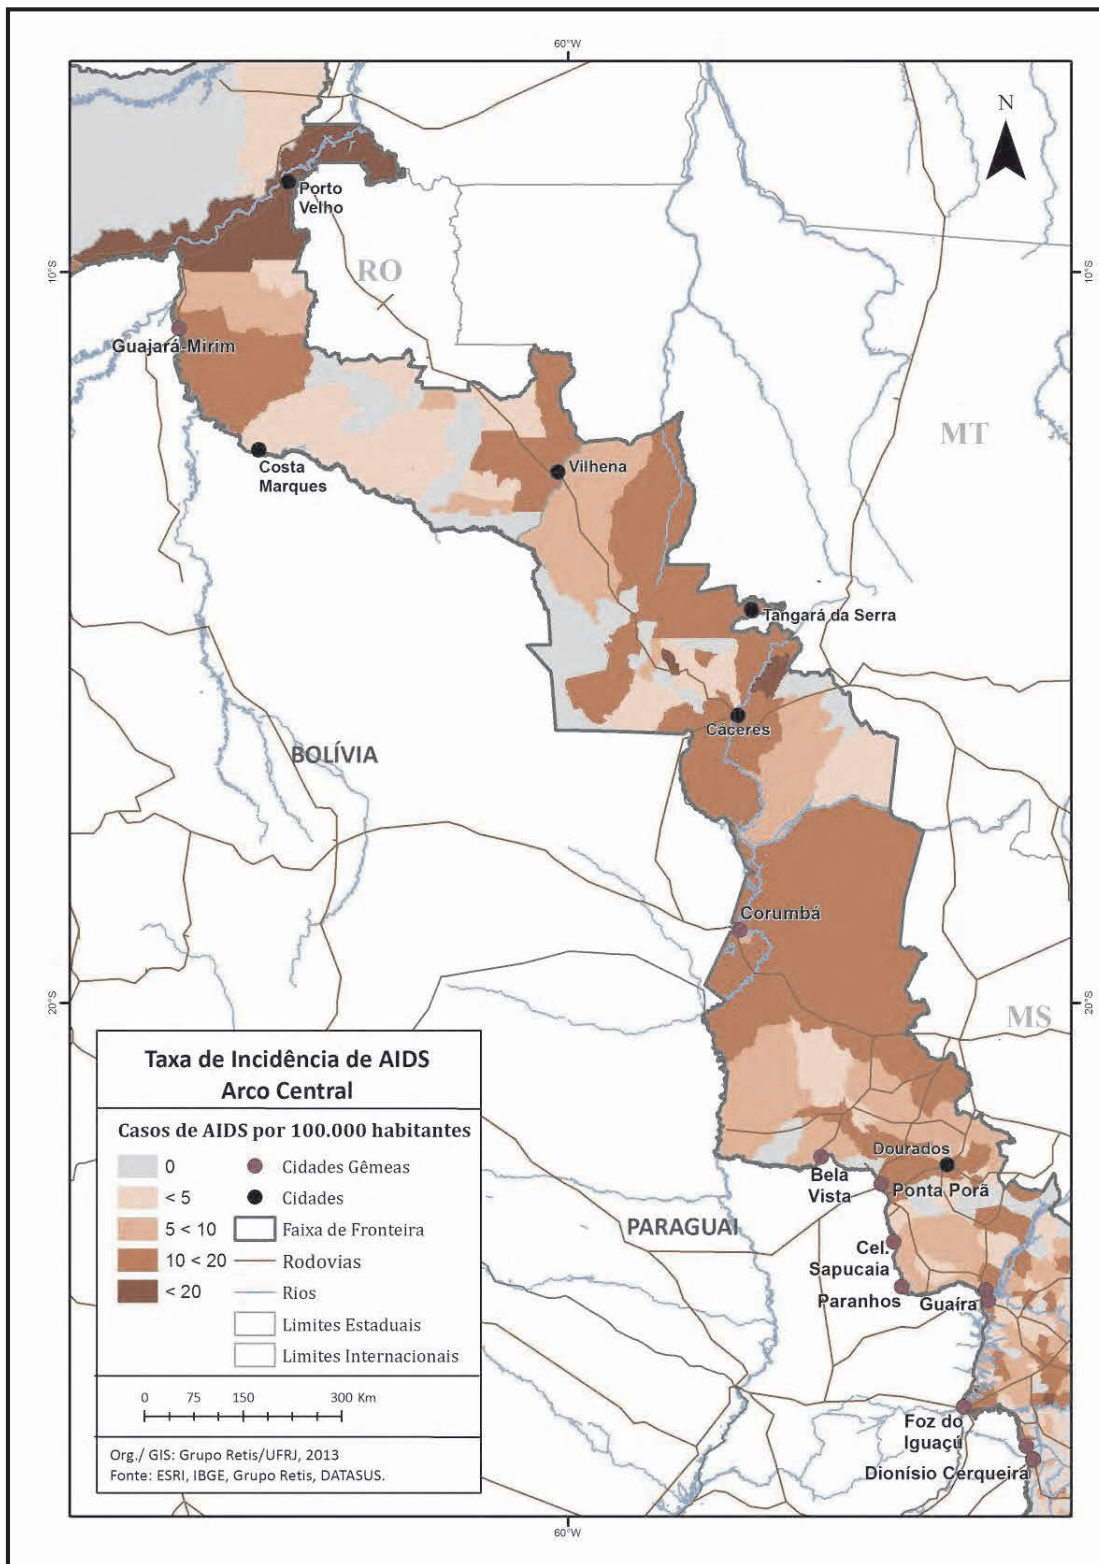 60°W
N
Porto
Velho
RO
10°S
10°S
Guajará-Mirim
MT
Costa
Marques
Vilhena
Tangará da Serra
Cáceres
BOLÍVIA
Corumbá
20°S
20°S
MS
Dourados
Bela
Vista
Ponta Porã
PARAGUAI
Cel.
Sapucaia
Paranhos
Guaíra
Foz do
Iguaçú
Dionísio Cerqueira
Taxa de Incidência de AIDS
Arco Central
Casos de AIDS por 100.000 habitantes
0
< 5
5 < 10
10 < 20
< 20
Cidades Gêmeas
Cidades
Faixa de Fronteira
Rodovias
Rios
Limites Estaduais
Limites Internacionais
0 75 150 300 Km
Org./ GIS: Grupo Retis/UFRJ, 2013
Fonte: ESRI, IBGE, Grupo Retis, DATASUS.
60°W